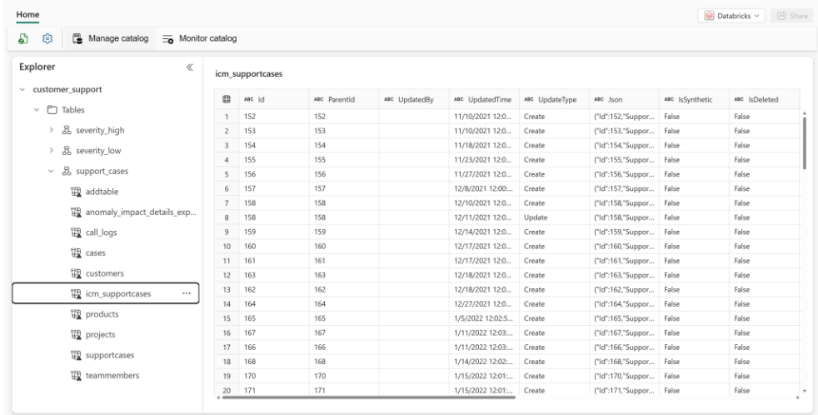 Home
Databricks
Share
Manage catalog
Monitor catalog
Explorer
customer_support
Tables
severity_high
severity_low
support_cases
addtable
anomaly_impact_details_exp...
call_logs
cases
customers
icm_supportcases ...
products
projects
supportcases
teammembers
icm_supportcases
ABC Id ABC ParentId ABC UpdatedBy ABC UpdatedTime ABC UpdateType ABC Json ABC IsSynthetic ABC IsDeleted
1 152 152 11/10/2021 12:0... Create {"Id":152,"Suppor... False False
2 153 153 11/10/2021 12:0... Create {"Id":153,"Suppor... False False
3 154 154 11/18/2021 12:0... Create {"Id":154,"Suppor... False False
4 155 155 11/23/2021 12:0... Create {"Id":155,"Suppor... False False
5 156 156 11/27/2021 12:0... Create {"Id":156,"Suppor... False False
6 157 157 12/8/2021 12:00:... Create {"Id":157,"Suppor... False False
7 158 158 12/10/2021 12:0... Create {"Id":158,"Suppor... False False
8 158 158 12/11/2021 12:0... Update {"Id":158,"Suppor... False False
9 159 159 12/14/2021 12:0... Create {"Id":159,"Suppor... False False
10 160 160 12/17/2021 12:0... Create {"Id":160,"Suppor... False False
11 161 161 12/17/2021 12:0... Create {"Id":161,"Suppor... False False
12 163 163 12/18/2021 12:0... Create {"Id":163,"Suppor... False False
13 162 162 12/18/2021 12:0... Create {"Id":162,"Suppor... False False
14 164 164 12/27/2021 12:0... Create {"Id":164,"Suppor... False False
15 165 165 1/5/2022 12:02:5... Create {"Id":165,"Suppor... False False
16 167 167 1/11/2022 12:03:... Create {"Id":167,"Suppor... False False
17 166 166 1/11/2022 12:03:... Create {"Id":166,"Suppor... False False
18 168 168 1/14/2022 12:02:... Create {"Id":168,"Suppor... False False
19 170 170 1/15/2022 12:01:... Create {"Id":170,"Suppor... False False
20 171 171 1/15/2022 12:01:... Create {"Id":171,"Suppor... False False